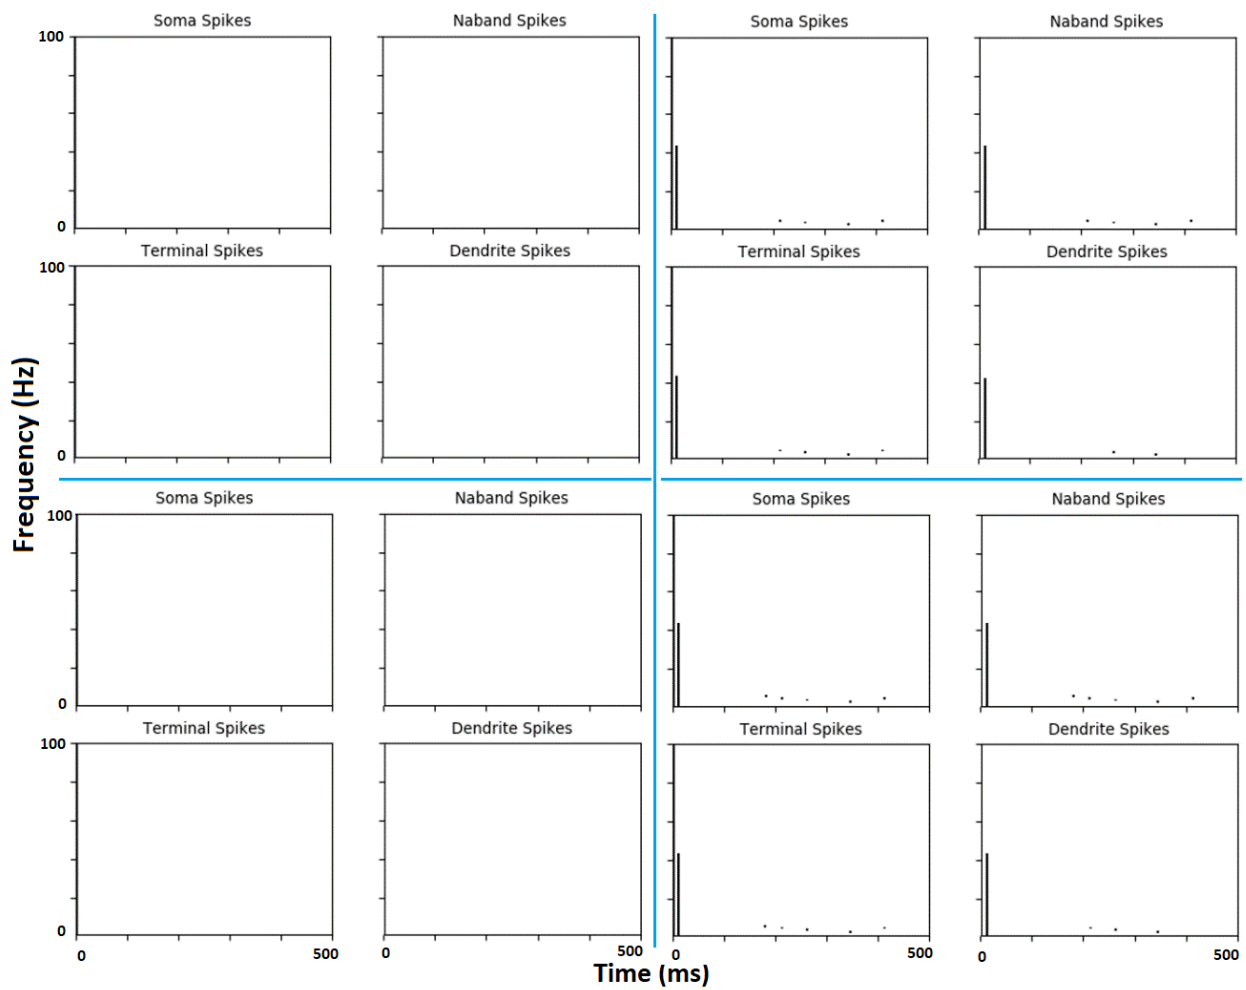 Soma Spikes Naband Spikes Soma Spikes Naband Spikes
100
0
Terminal Spikes Dendrite Spikes Terminal Spikes Dendrite Spikes
100
0
Frequency (Hz)
Soma Spikes Naband Spikes Soma Spikes Naband Spikes
100
0
Terminal Spikes Dendrite Spikes Terminal Spikes Dendrite Spikes
100
0
0 500 0 500 0 500 0 500
Time (ms)